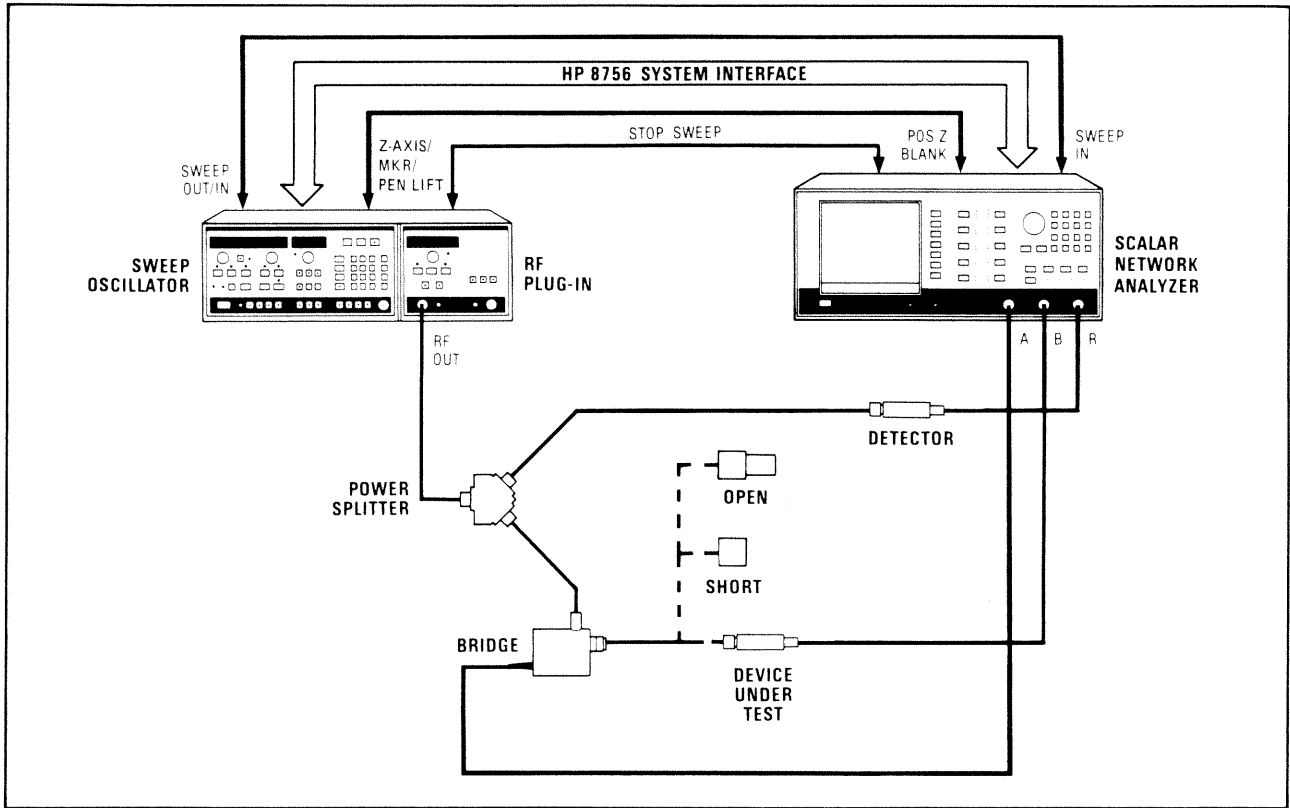 HP 8756 SYSTEM INTERFACE
STOP SWEEP
SWEEP
OUT/IN
Z-AXIS/
MKR/
PEN LIFT
POS Z
BLANK
SWEEP
IN
SWEEP
OSCILLATOR
RF
PLUG-IN
SCALAR
NETWORK
ANALYZER
RF
OUT
A
B
R
DETECTOR
POWER
SPLITTER
OPEN
SHORT
BRIDGE
DEVICE
UNDER
TEST